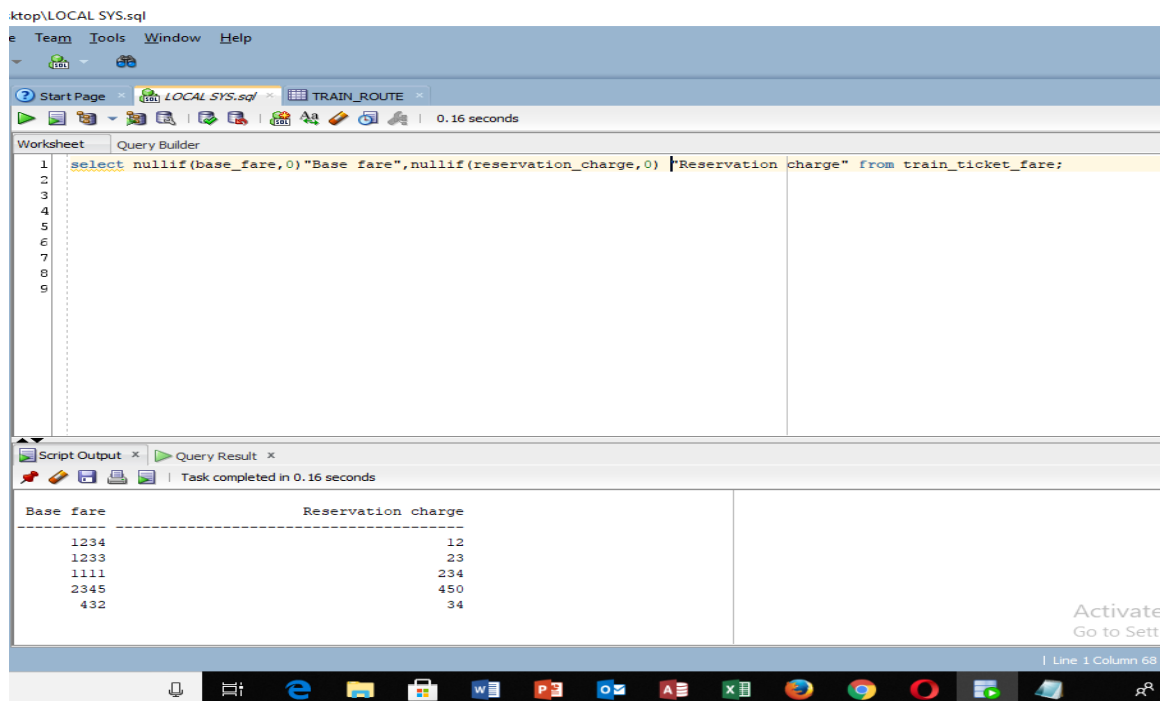 ktop\LOCAL SYS.sql
e Team Tools Window Help
Start Page LOCAL SYS.sql TRAIN_ROUTE
0.16 seconds
Worksheet Query Builder
1 select nullif(base_fare,0)"Base fare",nullif(reservation_charge,0) "Reservation charge" from train_ticket_fare;
2
3
4
5
6
7
8
9
Script Output Query Result
Task completed in 0.16 seconds
Base fare Reservation charge
---------- ---------------------------------------
1234 12
1233 23
1111 234
2345 450
432 34
Activate
Go to Sett
Line 1 Column 68